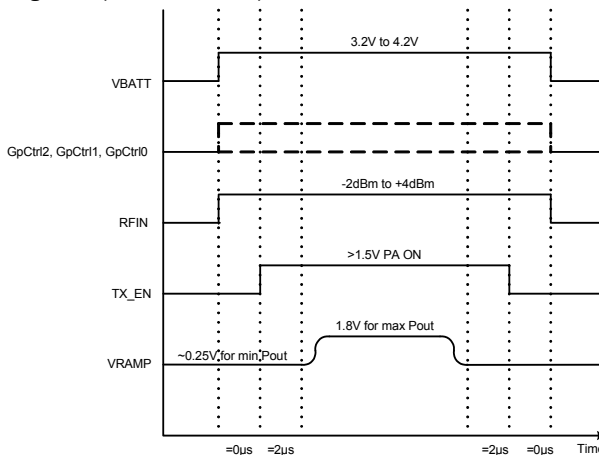 3.2V to 4.2V
VBATT
GpCtrl2, GpCtrl1, GpCtrl0
-2dBm to +4dBm
RFIN
>1.5V PA ON
TX_EN
1.8V for max Pout
~0.25V for min Pout
VRAMP
=0µs =2µs =2µs =0µs Time